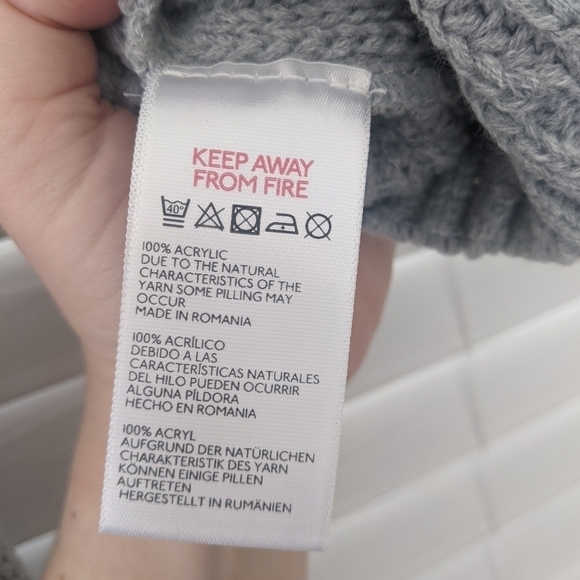 KEEP AWAY
FROM FIRE
40°
100% ACRYLIC
DUE TO THE NATURAL
CHARACTERISTICS OF THE
YARN SOME PILLING MAY
OCCUR
MADE IN ROMANIA
100% ACRÍLICO
DEBIDO A LAS
CARACTERÍSTICAS NATURALES
DEL HILO PUEDEN OCURRIR
ALGUNA PÍLDORA
HECHO EN ROMANIA
100% ACRYL
AUFGRUND DER NATÜRLICHEN
CHARAKTERISTIK DES YARN
KÖNNEN EINIGE PILLEN
AUFTRETEN
HERGESTELLT IN RUMÄNIEN